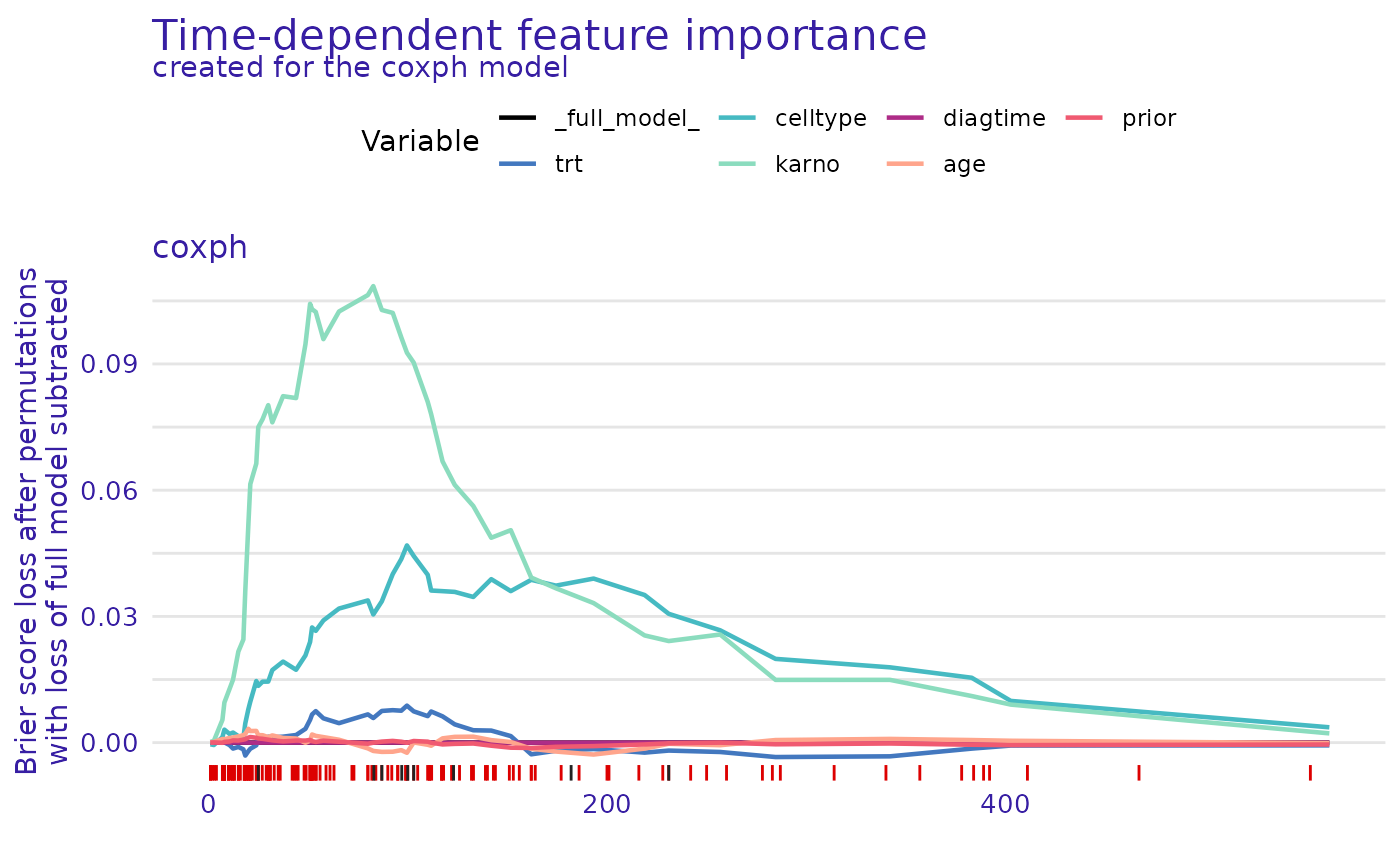 Time-dependent feature importance
created for the coxph model
Variable
_full_model_ celltype diagtime prior
trt karno age
coxph
Brier score loss after permutations
with loss of full model subtracted
0.09
0.06
0.03
0.00
0 200 400